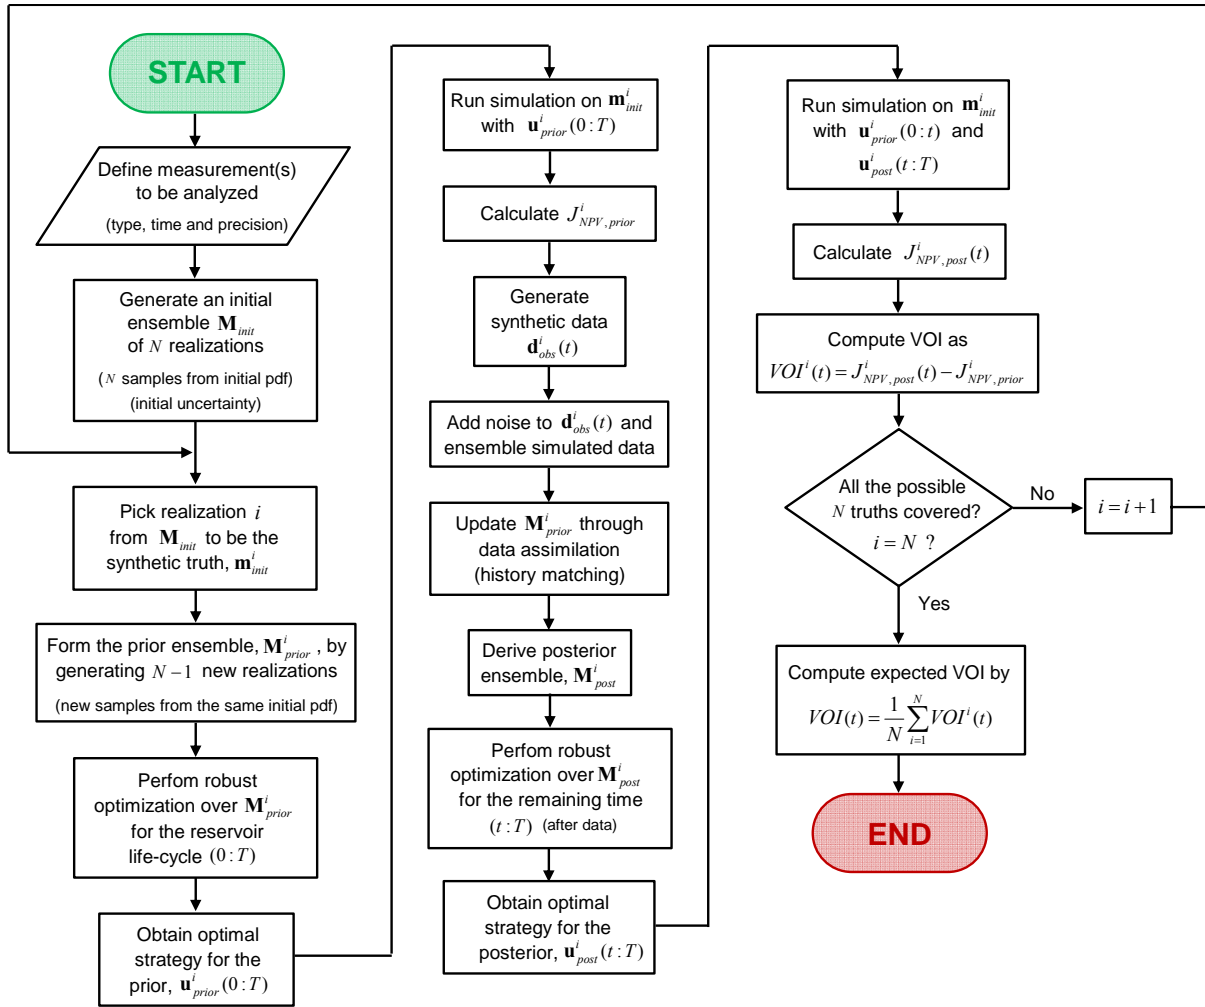 START
Define measurement(s)
to be analyzed
(type, time and precision)
Generate an initial
ensemble M_init
of N realizations
(N samples from initial pdf)
(initial uncertainty)
Pick realization i
from M_init to be the
synthetic truth, m^i_init
Form the prior ensemble, M^i_prior , by
generating N−1 new realizations
(new samples from the same initial pdf)
Perfom robust
optimization over M^i_prior
for the reservoir
life-cycle (0:T)
Obtain optimal
strategy for the
prior, u^i_prior(0:T)
Run simulation on m^i_init
with u^i_prior(0:T)
Calculate J^i_NPV,prior
Generate
synthetic data
d^i_obs(t)
Add noise to d^i_obs(t) and
ensemble simulated data
Update M^i_prior through
data assimilation
(history matching)
Derive posterior
ensemble, M^i_post
Perfom robust
optimization over M^i_post
for the remaining time
(t:T) (after data)
Obtain optimal
strategy for the
posterior, u^i_post(t:T)
Run simulation on m^i_init
with u^i_prior(0:t) and
u^i_post(t:T)
Calculate J^i_NPV,post(t)
Compute VOI as
VOI^i(t) = J^i_NPV,post(t) − J^i_NPV,prior
All the possible
N truths covered?
i = N ?
No
i = i+1
Yes
Compute expected VOI by
VOI(t) = 1/N ∑_{i=1}^{N} VOI^i(t)
END